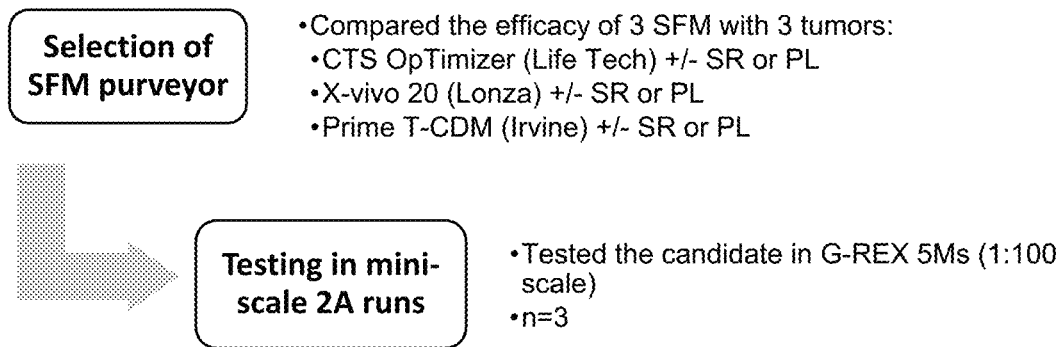 Selection of
SFM purveyor
•Compared the efficacy of 3 SFM with 3 tumors:
•CTS OpTimizer (Life Tech) +/- SR or PL
•X-vivo 20 (Lonza) +/- SR or PL
•Prime T-CDM (Irvine) +/- SR or PL
Testing in mini-
scale 2A runs
•Tested the candidate in G-REX 5Ms (1:100
scale)
•n=3